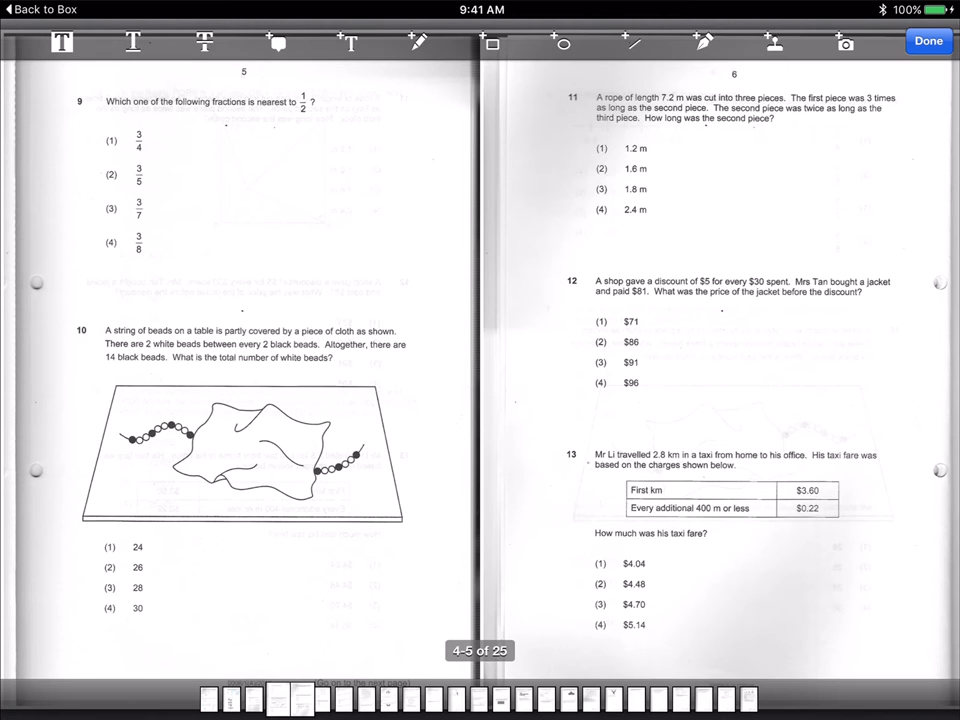 Back to Box
9:41 AM
100%
T T T T
Done
5
9 Which one of the following fractions is nearest to 1/2 ?
(1) 3/4
(2) 3/5
(3) 3/7
(4) 3/8
10 A string of beads on a table is partly covered by a piece of cloth as shown.
There are 2 white beads between every 2 black beads. Altogether, there are
14 black beads. What is the total number of white beads?
(1) 24
(2) 26
(3) 28
(4) 30
(Go on to the next page)
6
11 A rope of length 7.2 m was cut into three pieces. The first piece was 3 times
as long as the second piece. The second piece was twice as long as the
third piece. How long was the second piece?
(1) 1.2 m
(2) 1.6 m
(3) 1.8 m
(4) 2.4 m
12 A shop gave a discount of $5 for every $30 spent. Mrs Tan bought a jacket
and paid $81. What was the price of the jacket before the discount?
(1) $71
(2) $86
(3) $91
(4) $96
13 Mr Li travelled 2.8 km in a taxi from home to his office. His taxi fare was
based on the charges shown below.
First km $3.60
Every additional 400 m or less $0.22
How much was his taxi fare?
(1) $4.04
(2) $4.48
(3) $4.70
(4) $5.14
4-5 of 25